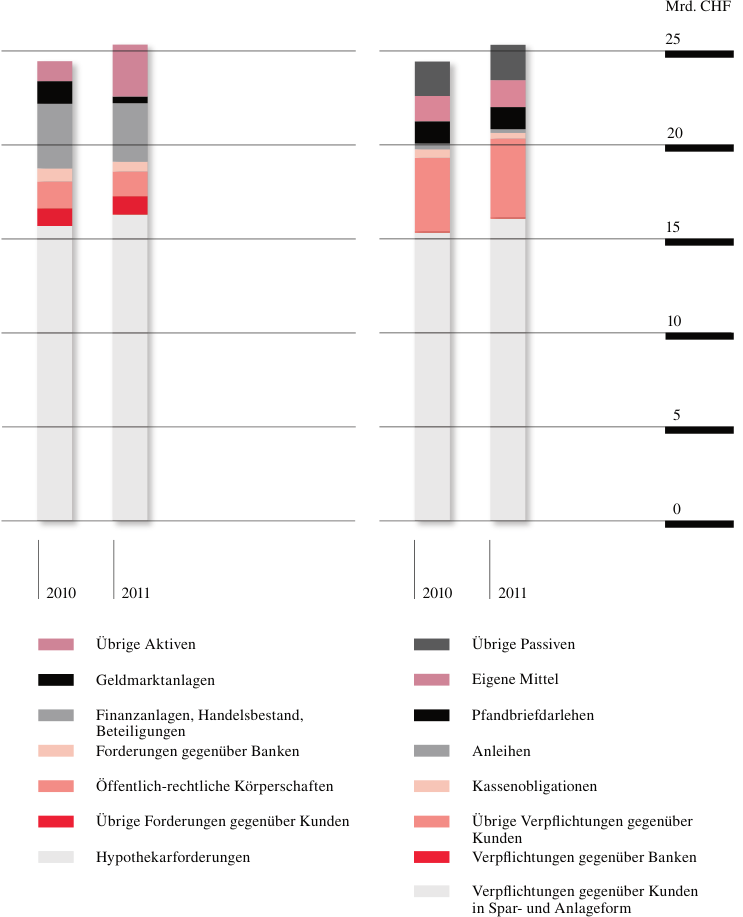 Mrd. CHF
25
20
15
10
5
0
2010
2011
2010
2011
Übrige Aktiven
Geldmarktanlagen
Finanzanlagen, Handelsbestand,
Beteiligungen
Forderungen gegenüber Banken
Öffentlich-rechtliche Körperschaften
Übrige Forderungen gegenüber Kunden
Hypothekarforderungen
Übrige Passiven
Eigene Mittel
Pfandbriefdarlehen
Anleihen
Kassenobligationen
Übrige Verpflichtungen gegenüber
Kunden
Verpflichtungen gegenüber Banken
Verpflichtungen gegenüber Kunden
in Spar- und Anlageform